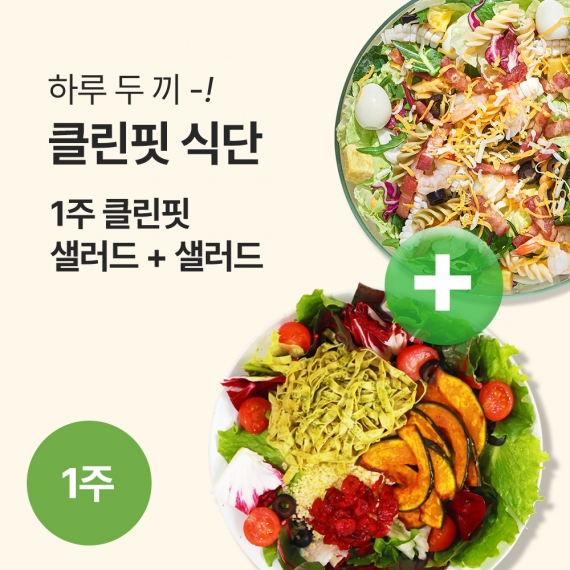 하루 두 끼 -!
클린핏 식단
1주 클린핏
샐러드 + 샐러드
1주